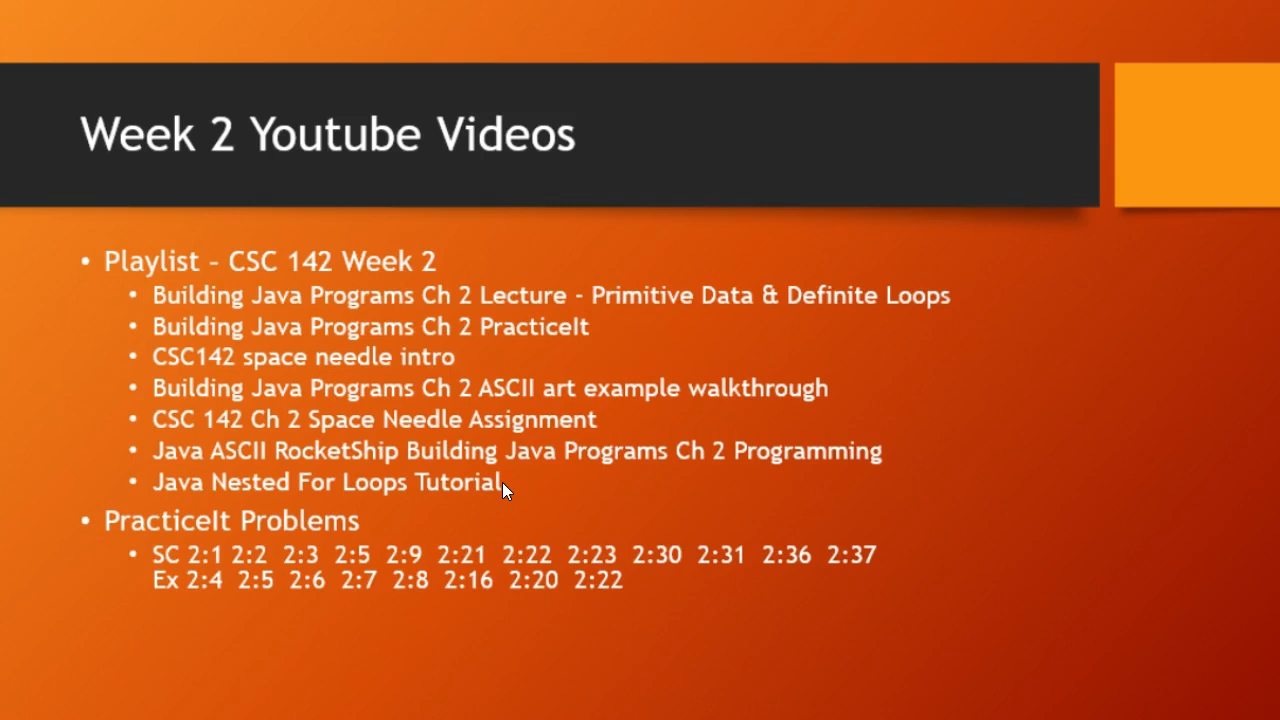 Week 2 Youtube Videos
• Playlist – CSC 142 Week 2
• Building Java Programs Ch 2 Lecture - Primitive Data & Definite Loops
• Building Java Programs Ch 2 PracticeIt
• CSC142 space needle intro
• Building Java Programs Ch 2 ASCII art example walkthrough
• CSC 142 Ch 2 Space Needle Assignment
• Java ASCII RocketShip Building Java Programs Ch 2 Programming
• Java Nested For Loops Tutorial
• PracticeIt Problems
• SC 2:1 2:2 2:3 2:5 2:9 2:21 2:22 2:23 2:30 2:31 2:36 2:37
Ex 2:4 2:5 2:6 2:7 2:8 2:16 2:20 2:22